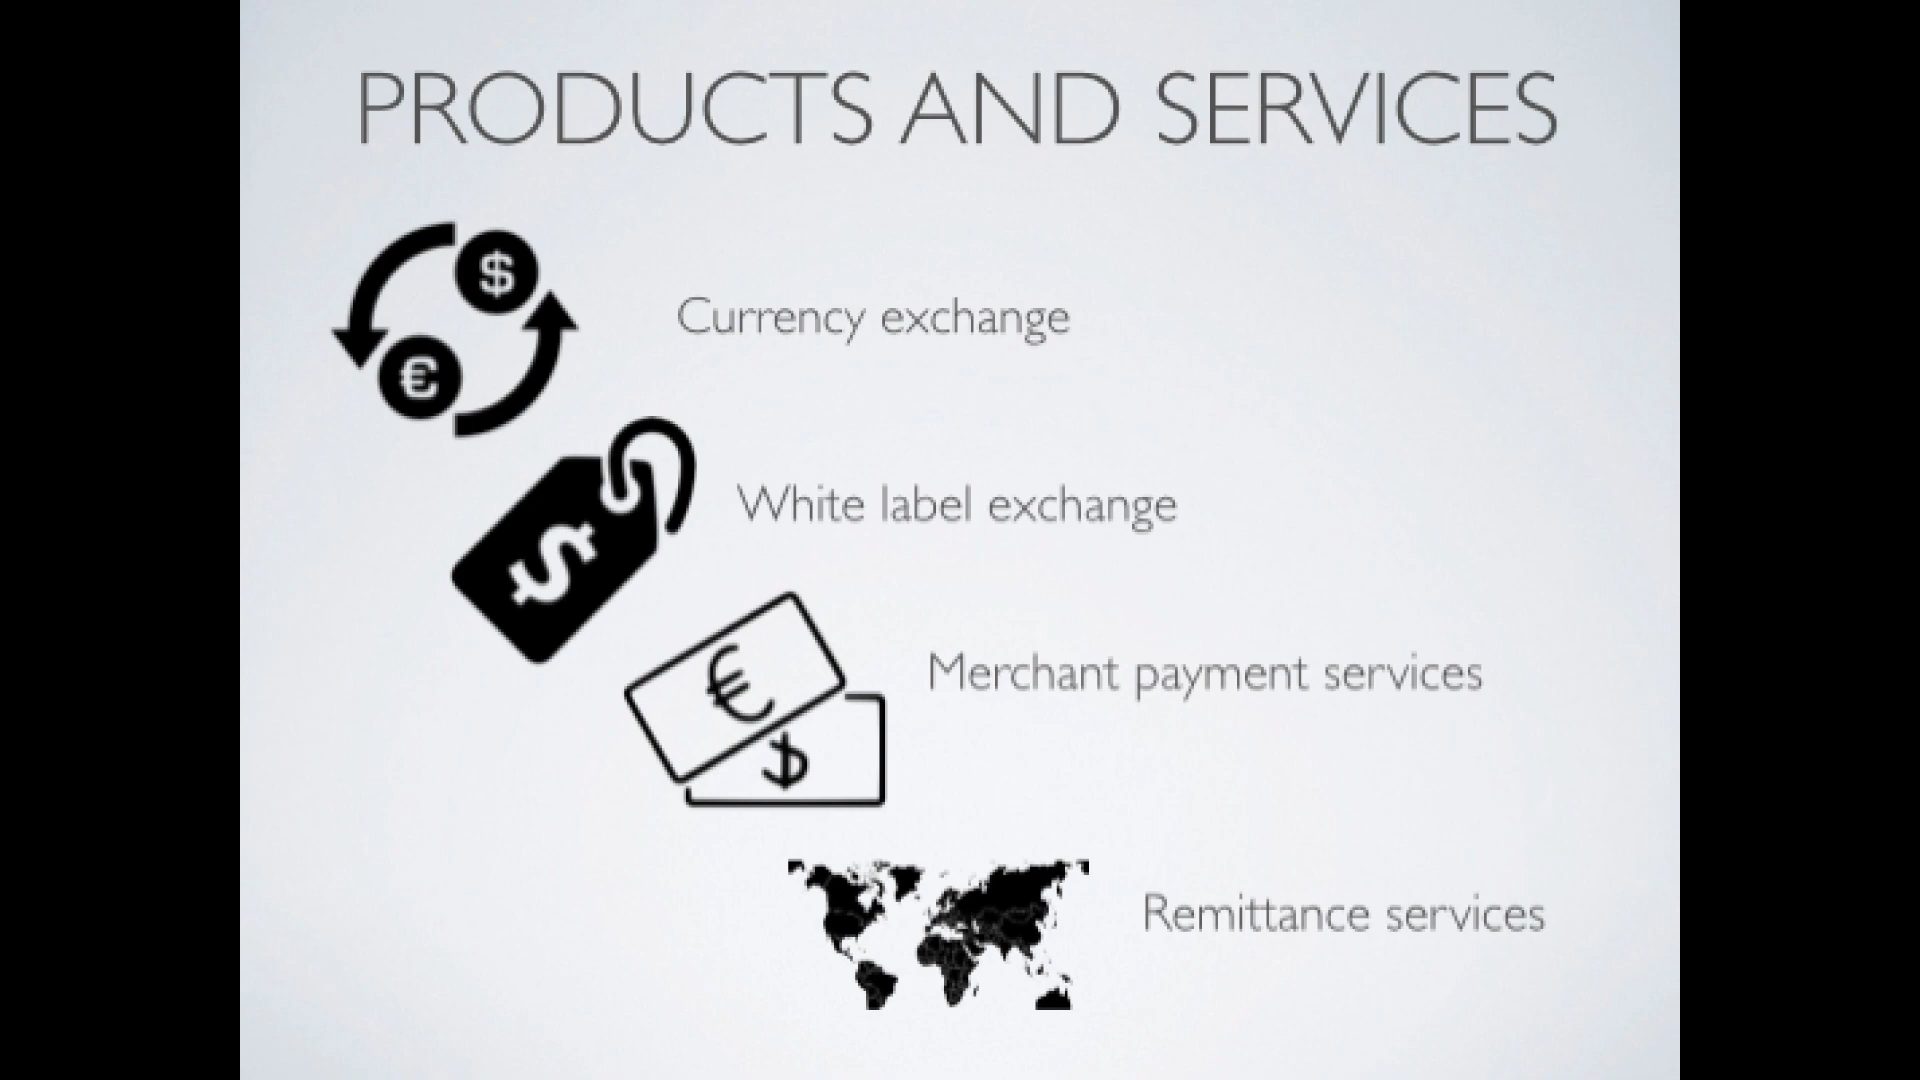 PRODUCTS AND SERVICES
$
€
Currency exchange
$
White label exchange
€
$
Merchant payment services
Remittance services